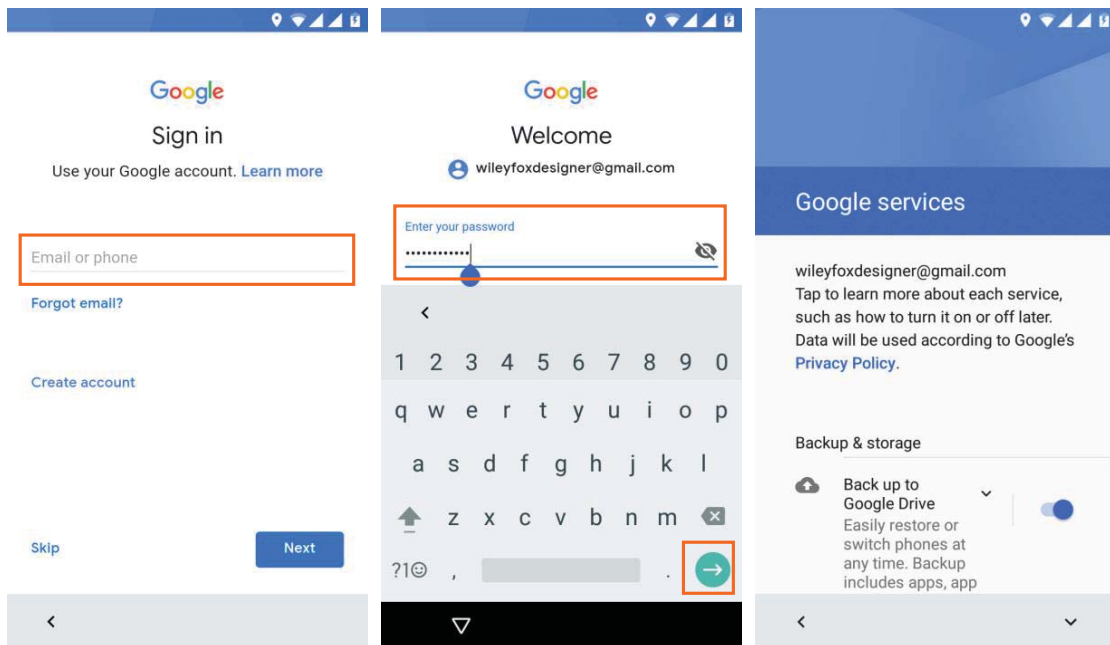 Google
Sign in
Use your Google account. Learn more
Email or phone
Forgot email?
Create account
Skip
Next
Google
Welcome
wileyfoxdesigner@gmail.com
Enter your password
••••••••••••
1 2 3 4 5 6 7 8 9 0
q w e r t y u i o p
a s d f g h j k l
z x c v b n m
?1☺ , .
Google services
wileyfoxdesigner@gmail.com
Tap to learn more about each service,
such as how to turn it on or off later.
Data will be used according to Google's
Privacy Policy.
Backup & storage
Back up to
Google Drive
Easily restore or
switch phones at
any time. Backup
includes apps, app